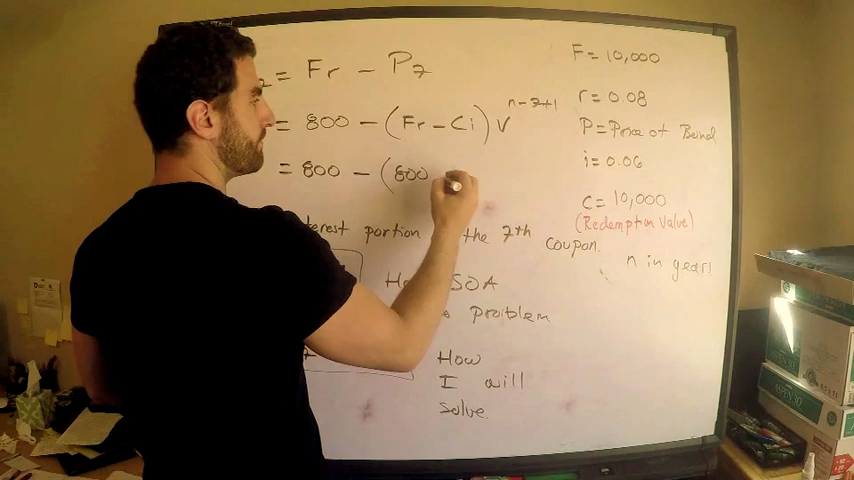 = Fr - P7
= 800 - (Fr - Ci) V^n-7+1
= 800 - (800
portion
the 7th
coupon.
SOA
problem
How
I will
solve.
F = 10,000
r = 0.08
P = Price of Bond
i = 0.06
C = 10,000
(Redemption Value)
n in years